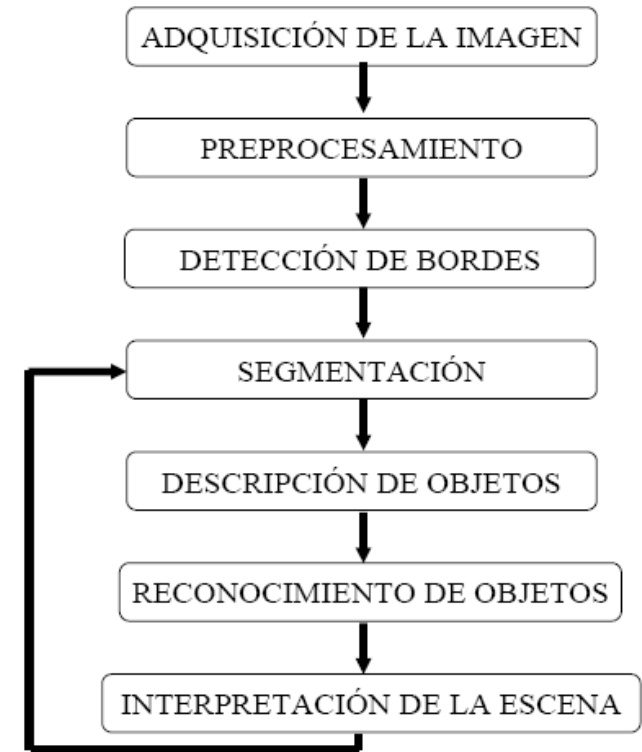 ADQUISICIÓN DE LA IMAGEN
PREPROCESAMIENTO
DETECCIÓN DE BORDES
SEGMENTACIÓN
DESCRIPCIÓN DE OBJETOS
RECONOCIMIENTO DE OBJETOS
INTERPRETACIÓN DE LA ESCENA